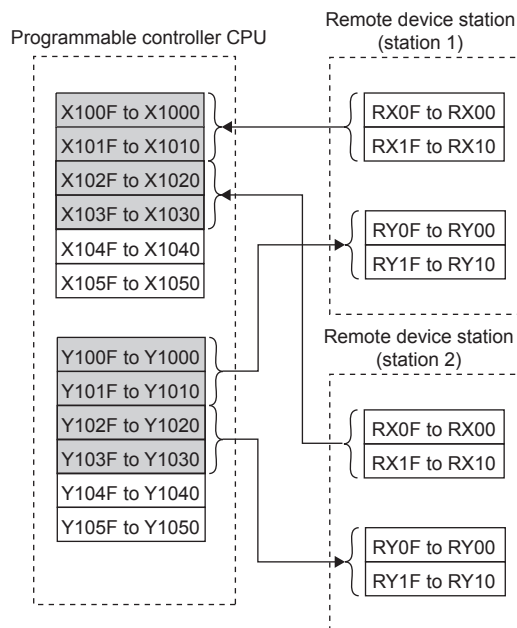 Programmable controller CPU
X100F to X1000
X101F to X1010
X102F to X1020
X103F to X1030
X104F to X1040
X105F to X1050
Y100F to Y1000
Y101F to Y1010
Y102F to Y1020
Y103F to Y1030
Y104F to Y1040
Y105F to Y1050
Remote device station
(station 1)
RX0F to RX00
RX1F to RX10
RY0F to RY00
RY1F to RY10
Remote device station
(station 2)
RX0F to RX00
RX1F to RX10
RY0F to RY00
RY1F to RY10